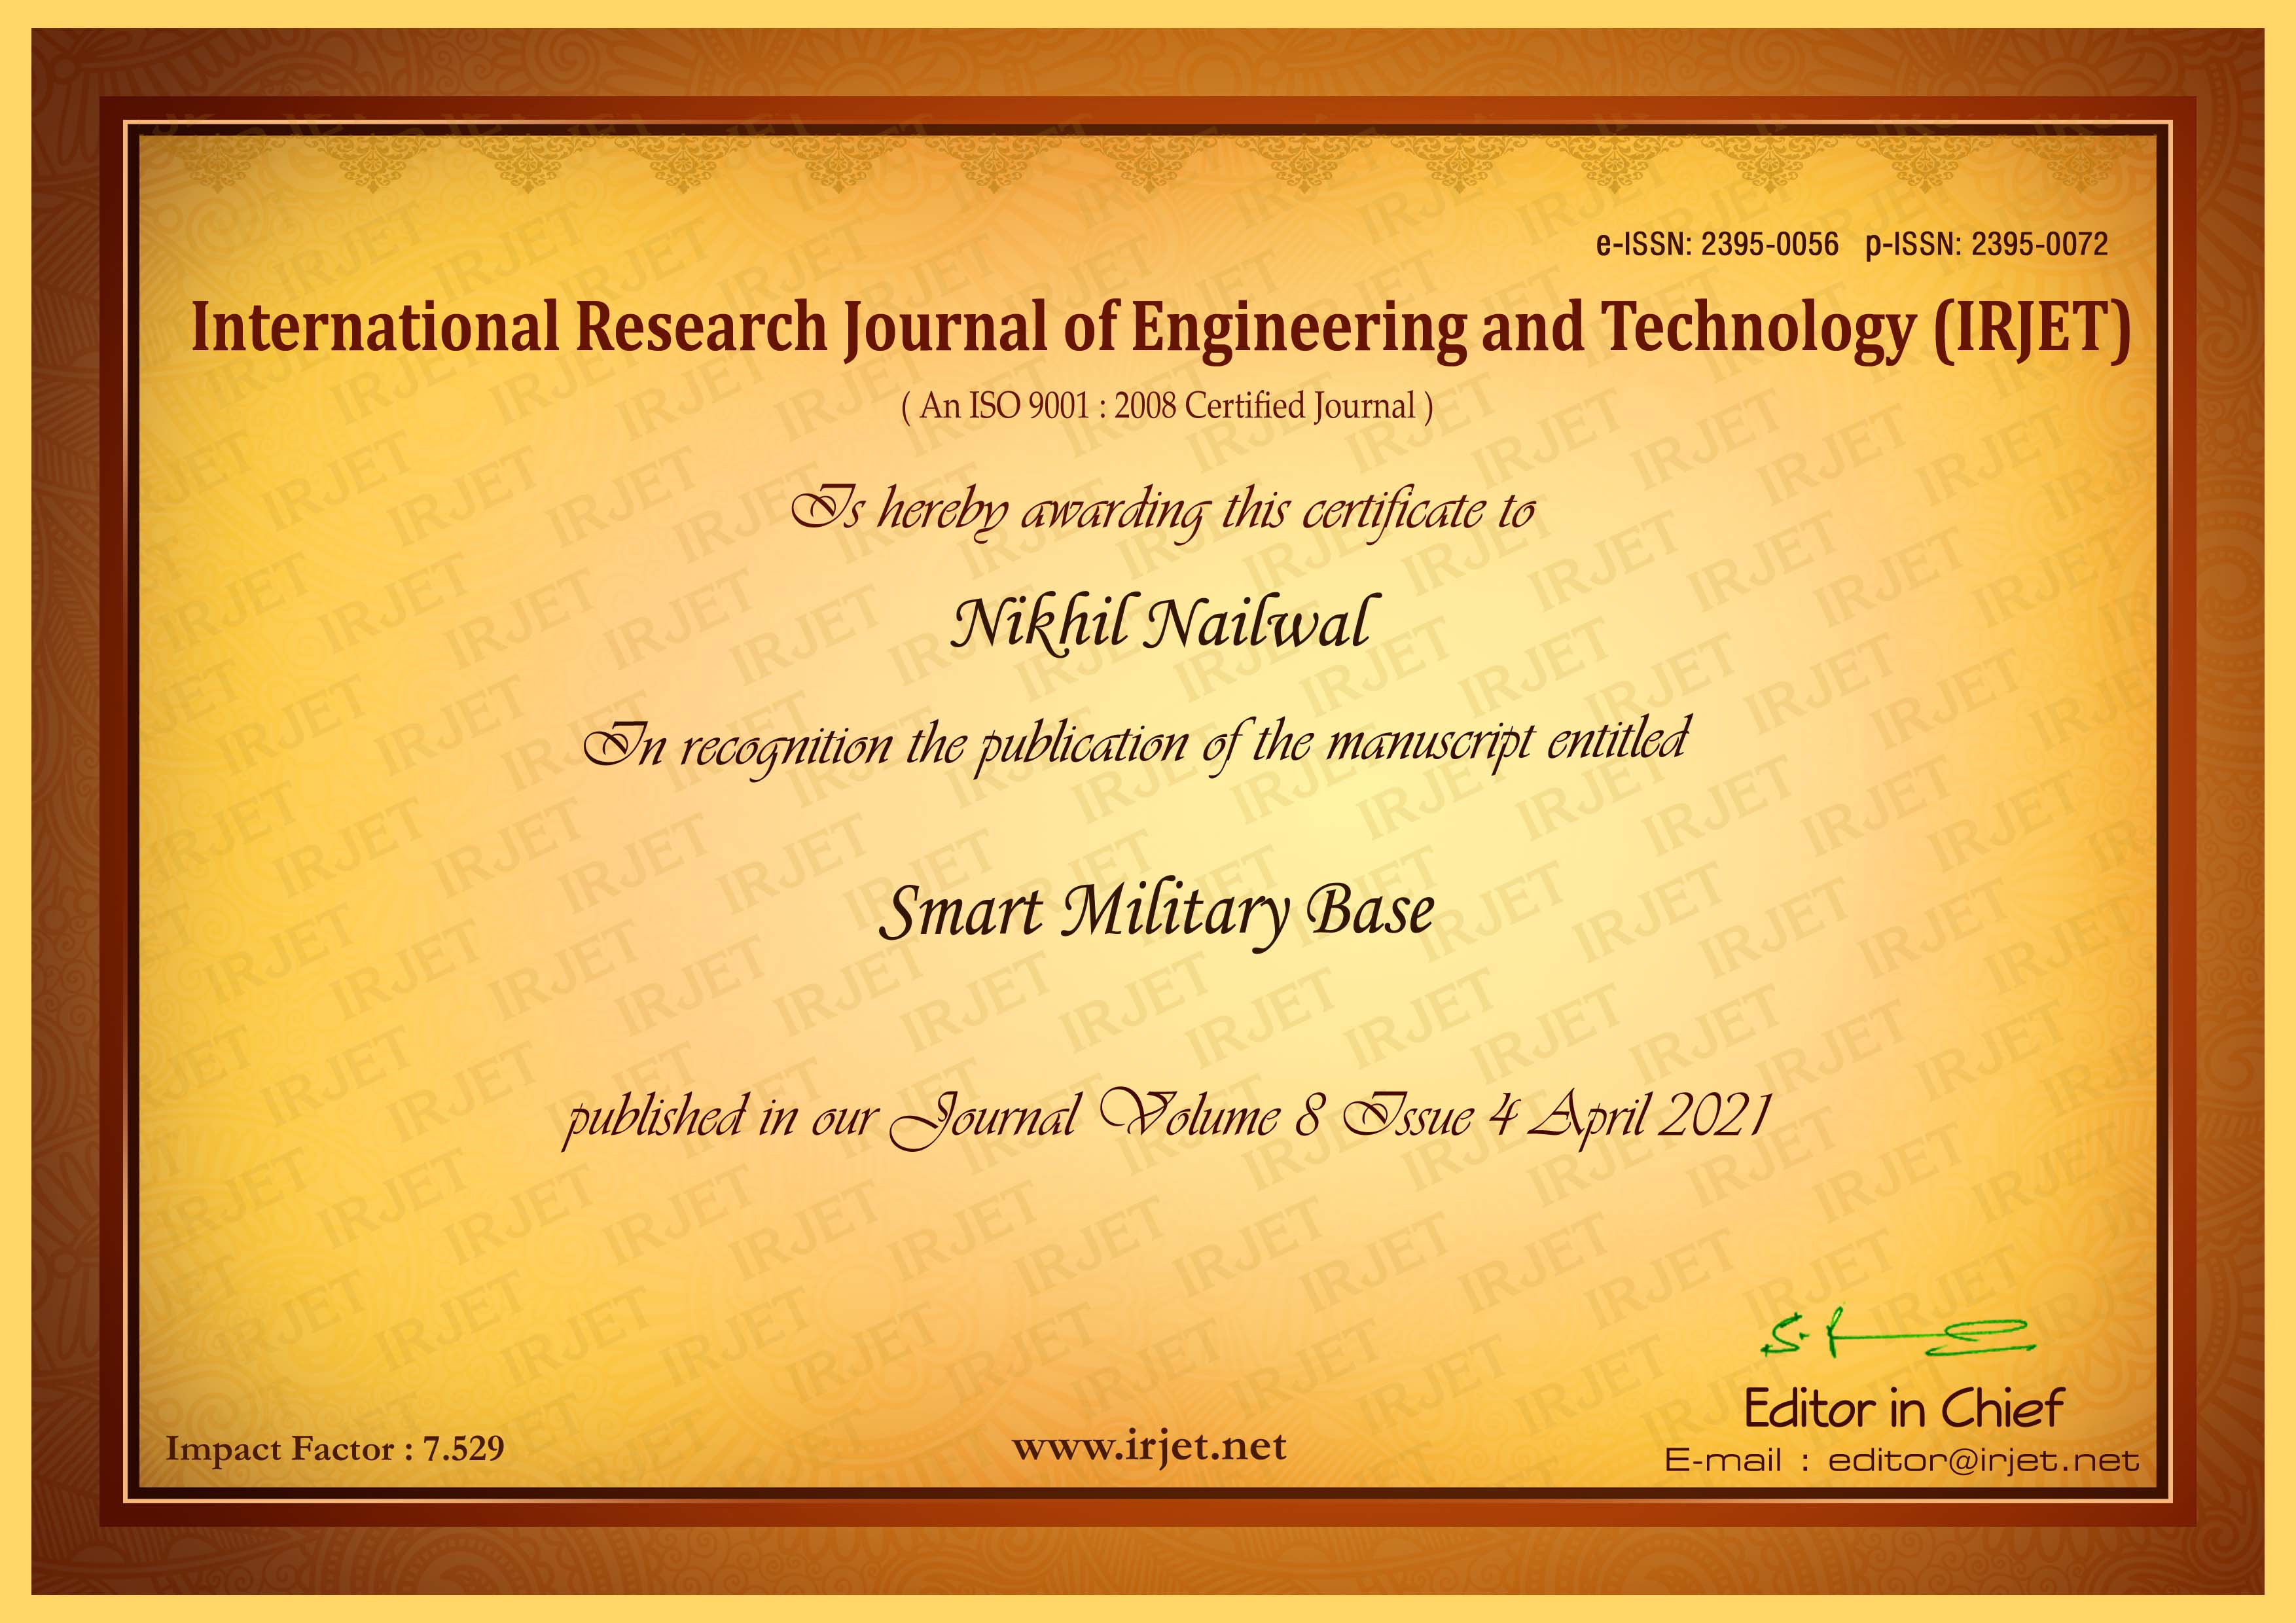 e-ISSN: 2395-0056 p-ISSN: 2395-0072
International Research Journal of Engineering and Technology (IRJET)
( An ISO 9001 : 2008 Certified Journal )
Is hereby awarding this certificate to
Nikhil Nailwal
In recognition the publication of the manuscript entitled
Smart Military Base
published in our Journal Volume 8 Issue 4 April 2021
Editor in Chief
Impact Factor : 7.529 www.irjet.net E-mail : editor@irjet.net